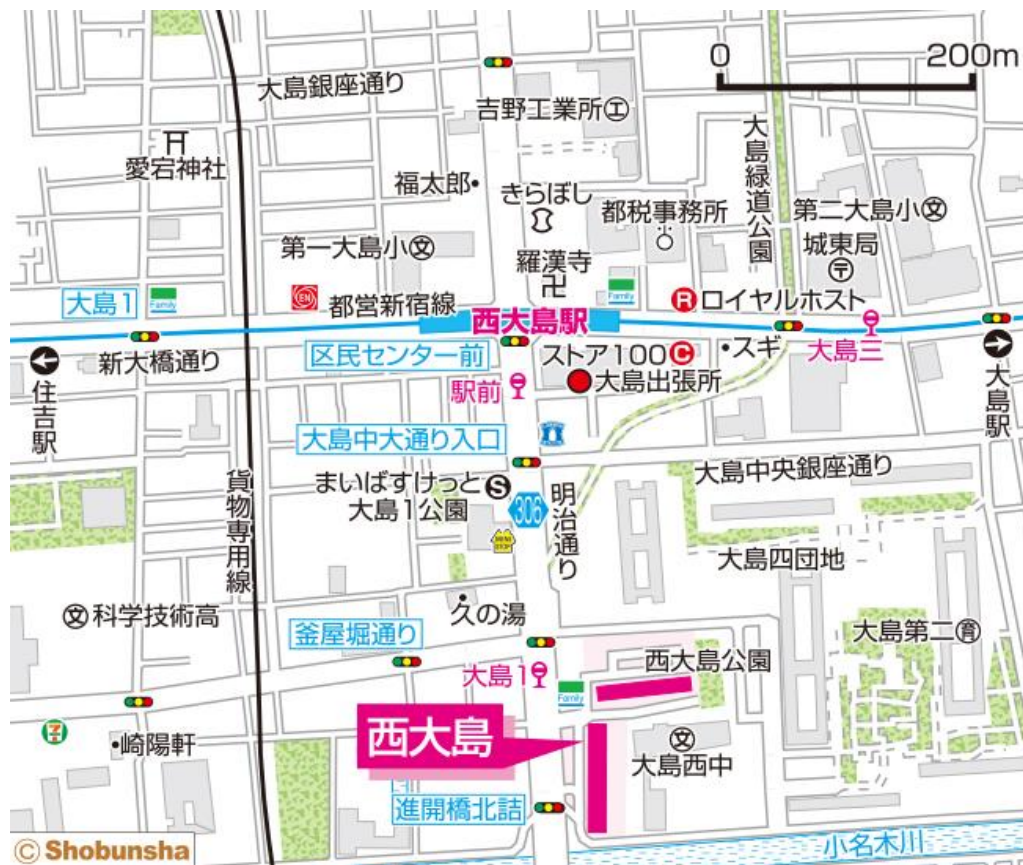 0 200m
大島銀座通り
吉野工業所 工
愛宕神社
福太郎
きらぼし
都税事務所
大島緑道公園
第二大島小 文
城東局
第一大島小 文
羅漢寺
大島1
Family
EN
都営新宿線
Family
R ロイヤルホスト
西大島駅
新大橋通り
区民センター前
ストア100 C
スギ
大島三
住吉駅
駅前
大島出張所
大島駅
大島中大通り入口
大島中央銀座通り
まいばすけっと S
大島1公園
306
明治通り
貨物専用線
MINI STOP
大島四団地
文 科学技術高
久の湯
釜屋堀通り
大島第二 育
大島1
西大島公園
Family
西大島
崎陽軒
文
大島西中
進開橋北詰
小名木川
© Shobunsha